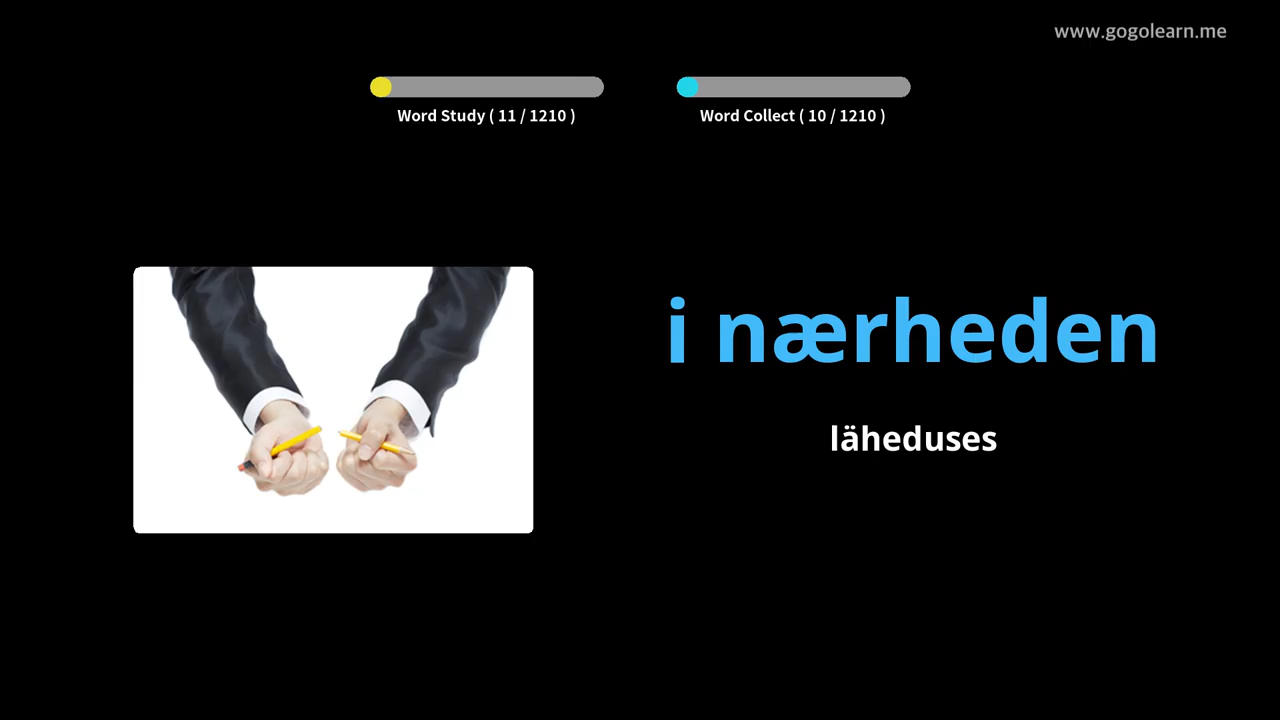 www.gogolearn.me
Word Study ( 11 / 1210 )
Word Collect ( 10 / 1210 )
i nærheden
läheduses